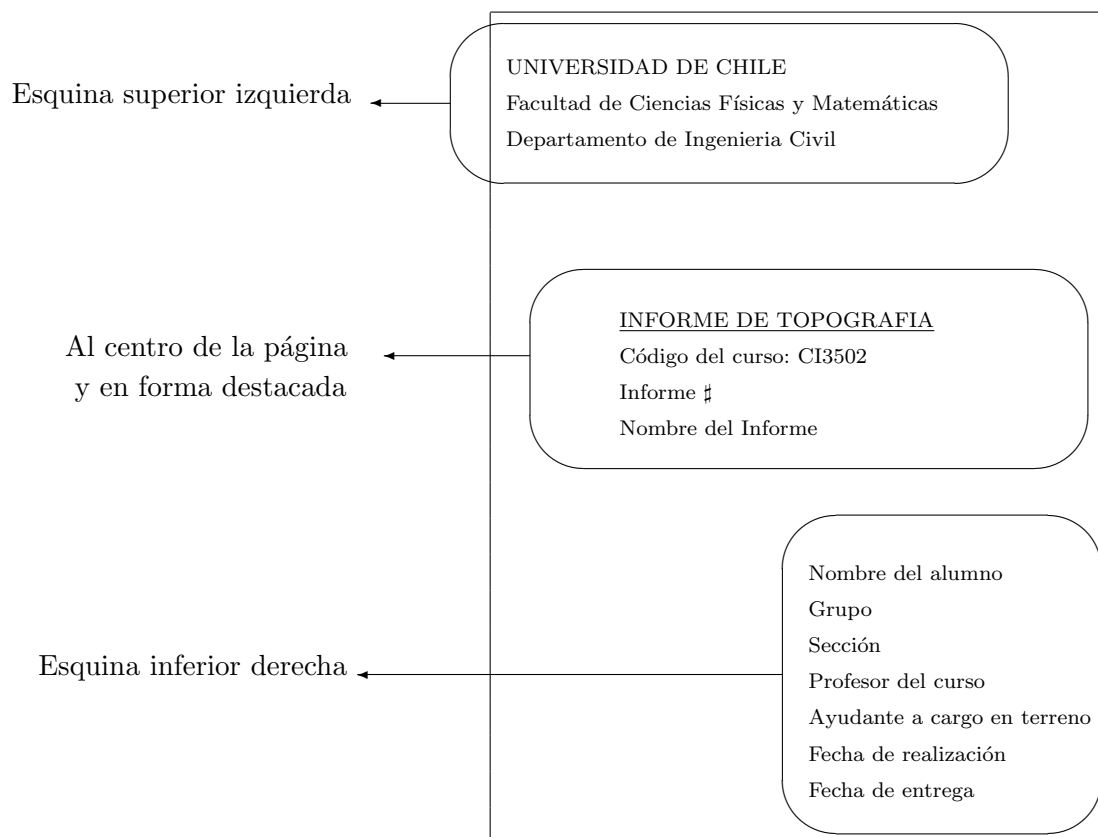 Esquina superior izquierda
UNIVERSIDAD DE CHILE
Facultad de Ciencias Físicas y Matemáticas
Departamento de Ingenieria Civil
Al centro de la página
y en forma destacada
INFORME DE TOPOGRAFIA
Código del curso: CI3502
Informe ♯
Nombre del Informe
Esquina inferior derecha
Nombre del alumno
Grupo
Sección
Profesor del curso
Ayudante a cargo en terreno
Fecha de realización
Fecha de entrega